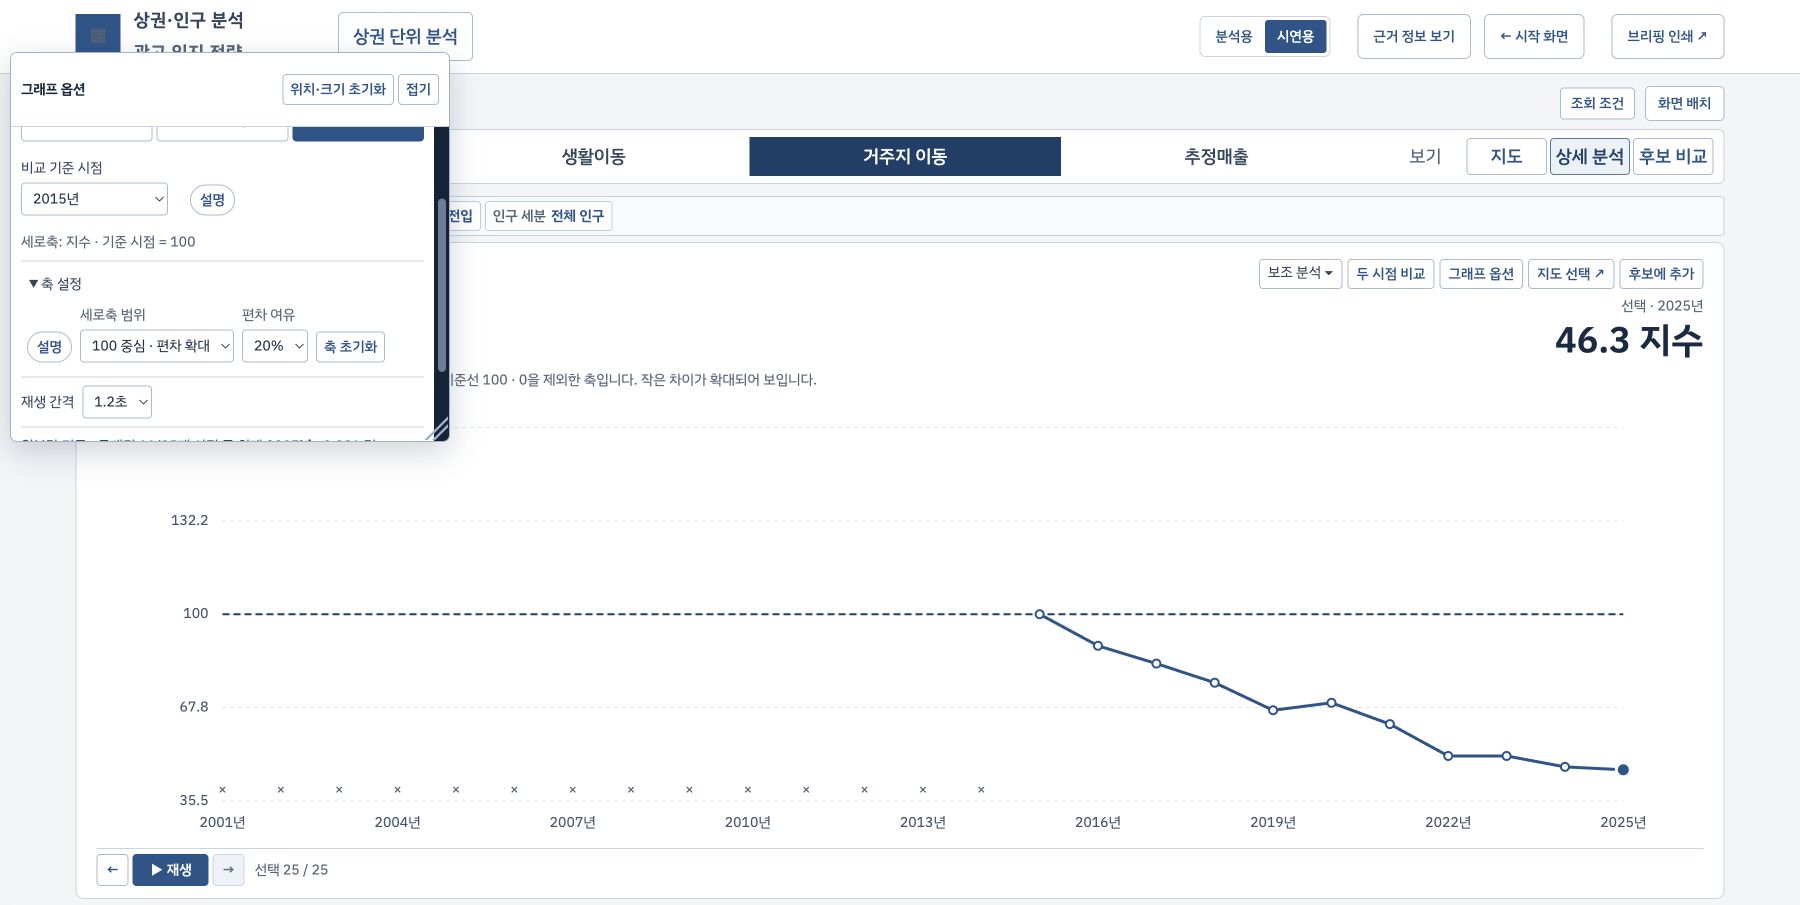 상권·인구 분석
상권 단위 분석
분석용 시연용 근거 정보 보기 ← 시작 화면 브리핑 인쇄 ↗
그래프 옵션 위치·크기 초기화 접기
조회 조건 화면 배치
생활이동 거주지 이동 추정매출 보기 지도 상세 분석 후보 비교
비교 기준 시점
2015년 설명
전입 인구 세분 전체 인구
세로축: 지수 · 기준 시점 = 100
보조 분석 두 시점 비교 그래프 옵션 지도 선택 ↗ 후보에 추가
▼ 축 설정
선택 · 2025년
46.3 지수
세로축 범위 편차 여유
설명 100 중심 · 편차 확대 20% 축 초기화
준선 100 · 0을 제외한 축입니다. 작은 차이가 확대되어 보입니다.
재생 간격 1.2초
132.2
100
67.8
35.5
2001년 2004년 2007년 2010년 2013년 2016년 2019년 2022년 2025년
← ▶ 재생 → 선택 25 / 25